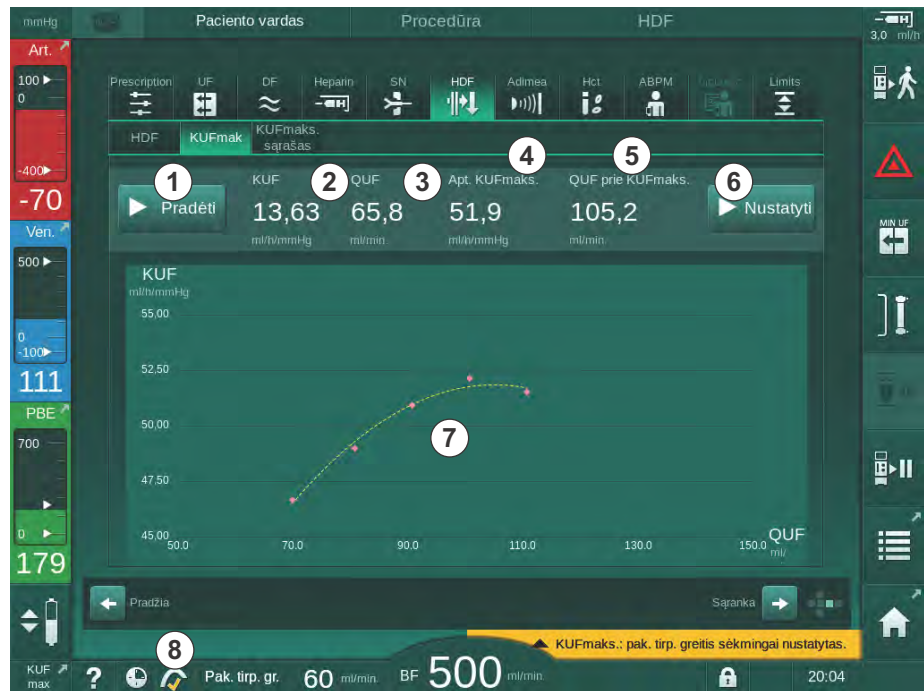 mmHg
Paciento vardas
Procedūra
HDF
3,0 ml/h
Art.
100
0
-400
-70
Ven.
500
0
-100
111
PBE
700
0
179
KUF
max
Prescription
UF
DF
Heparin
SN
HDF
Adimea
Hct.
ABPM
Limits
HDF
KUFmak
KUFmaks.
sąrašas
1
Pradėti
KUF
2
13,63
ml/h/mmHg
QUF
3
65,8
ml/min.
4
Apt. KUFmaks.
51,9
ml/h/mmHg
5
QUF prie KUFmaks.
105,2
ml/min.
6
Nustatyti
KUF
ml/h/mmHg
55,00
52,50
50,00
47,50
45,00
7
50.0
70.0
90.0
110.0
130.0
150.0
QUF
ml/
Pradžia
Sąranka
KUFmaks.: pak. tirp. greitis sėkmingai nustatytas.
8
?
Pak. tirp. gr.
60 ml/min.
BF 500 ml/min.
20:04
MIN UF